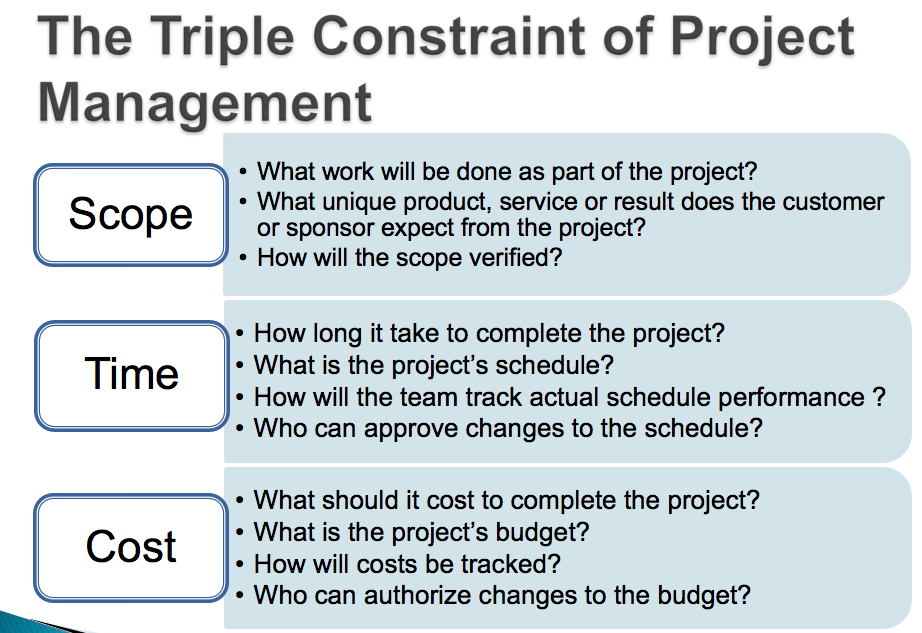 The Triple Constraint of Project
Management
Scope
• What work will be done as part of the project?
• What unique product, service or result does the customer
or sponsor expect from the project?
• How will the scope verified?
Time
• How long it take to complete the project?
• What is the project’s schedule?
• How will the team track actual schedule performance ?
• Who can approve changes to the schedule?
Cost
• What should it cost to complete the project?
• What is the project’s budget?
• How will costs be tracked?
• Who can authorize changes to the budget?